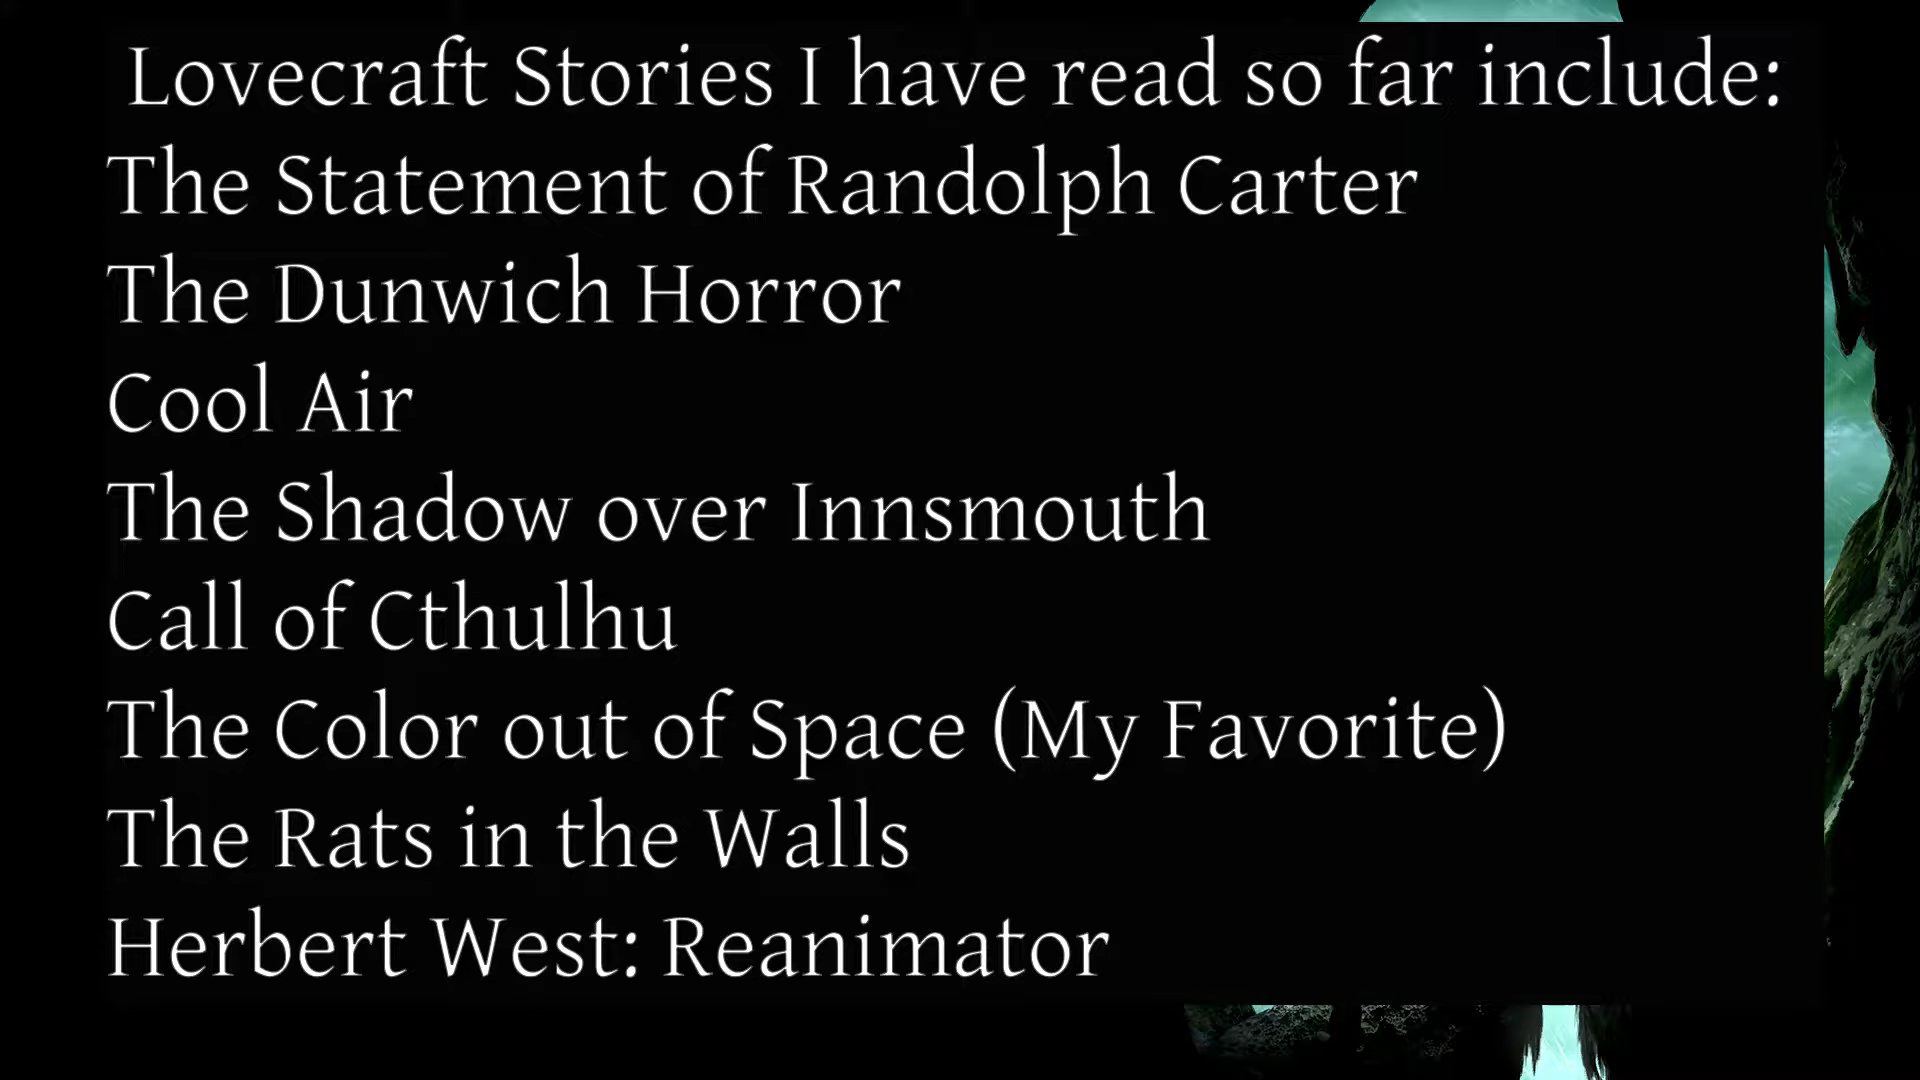 Lovecraft Stories I have read so far include:
The Statement of Randolph Carter
The Dunwich Horror
Cool Air
The Shadow over Innsmouth
Call of Cthulhu
The Color out of Space (My Favorite)
The Rats in the Walls
Herbert West: Reanimator